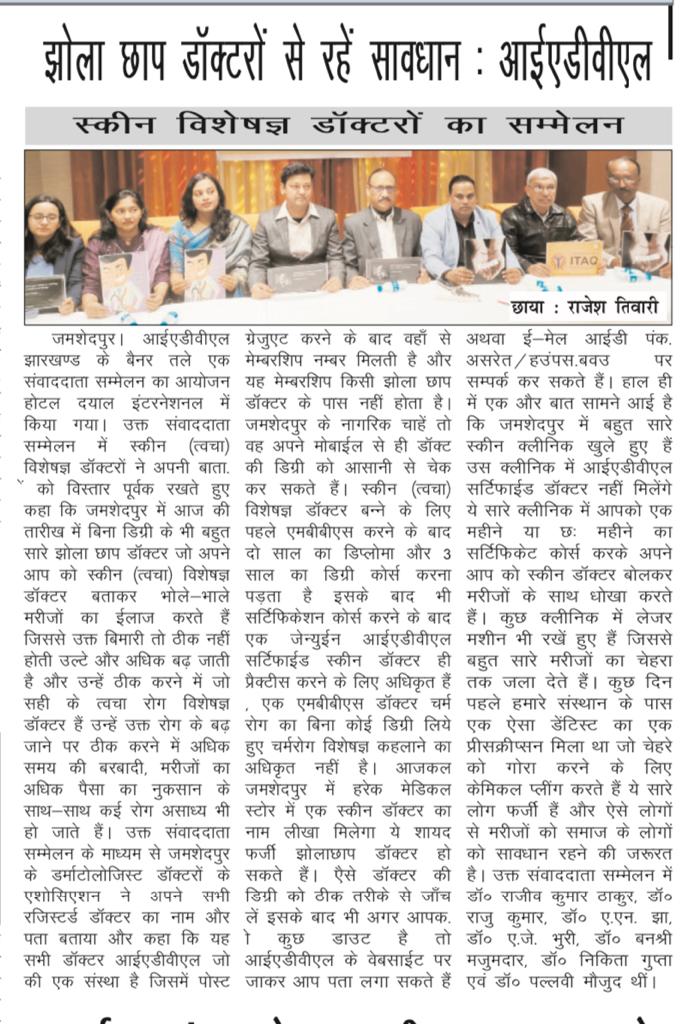 झोला छाप डॉक्टरों से रहें सावधान : आईएडीवीएल
स्कीन विशेषज्ञ डॉक्टरों का सम्मेलन
ITAQ
छाया : राजेश तिवारी
जमशेदपुर। आईएडीवीएल
झारखण्ड के बैनर तले एक
संवाददाता सम्मेलन का आयोजन
होटल दयाल इंटरनेशनल में
किया गया। उक्त संवाददाता
सम्मेलन में स्कीन (त्वचा)
विशेषज्ञ डॉक्टरों ने अपनी बाता.
ें को विस्तार पूर्वक रखते हुए
कहा कि जमशेदपुर में आज की
तारीख में बिना डिग्री के भी बहुत
सारे झोला छाप डॉक्टर जो अपने
आप को स्कीन (त्वचा) विशेषज्ञ
डॉक्टर बताकर भोले–भाले
मरीजों का ईलाज करते हैं
जिससे उक्त बिमारी तो ठीक नहीं
होती उल्टे और अधिक बढ़ जाती
है और उन्हें ठीक करने में जो
सही के त्वचा रोग विशेषज्ञ
डॉक्टर हैं उन्हें उक्त रोग के बढ़
जाने पर ठीक करने में अधिक
समय की बरबादी, मरीजों का
अधिक पैसा का नुकसान के
साथ–साथ कई रोग असाध्य भी
हो जाते हैं। उक्त संवाददाता
सम्मेलन के माध्यम से जमशेदपुर
के डर्माटोलोजिस्ट डॉक्टरों के
एशोसिएशन ने अपने सभी
रजिस्टर्ड डॉक्टर का नाम और
पता बताया और कहा कि यह
सभी डॉक्टर आईएडीवीएल जो
की एक संस्था है जिसमें पोस्ट
ग्रेजुएट करने के बाद वहाँ से
मेम्बरशिप नम्बर मिलती है और
यह मेम्बरशिप किसी झोला छाप
डॉक्टर के पास नहीं होता है।
जमशेदपुर के नागरिक चाहें तो
वह अपने मोबाईल से ही डॉक्ट
की डिग्री को आसानी से चेक
कर सकते हैं। स्कीन (त्वचा)
विशेषज्ञ डॉक्टर बन्ने के लिए
पहले एमबीबीएस करने के बाद
दो साल का डिप्लोमा और 3
साल का डिग्री कोर्स करना
पड़ता है इसके बाद भी
सर्टिफिकेशन कोर्स करने के बाद
एक जेन्युईन आईएडीवीएल
सर्टिफाईड स्कीन डॉक्टर ही
प्रैक्टीस करने के लिए अधिकृत हैं
, एक एमबीबीएस डॉक्टर चर्म
रोग का बिना कोई डिग्री लिये
हुए चर्मरोग विशेषज्ञ कहलाने का
अधिकृत नहीं है। आजकल
जमशेदपुर में हरेक मेडिकल
स्टोर में एक स्कीन डॉक्टर का
नाम लीखा मिलेगा ये शायद
फर्जी झोलाछाप डॉक्टर हो
सकते हैं। ऐसे डॉक्टर की
डिग्री को ठीक तरीके से जाँच
लें इसके बाद भी अगर आपक.
ो कुछ डाउट है तो
आईएडीवीएल के वेबसाईट पर
जाकर आप पता लगा सकते हैं
अथवा ई–मेल आईडी पंक.
असरेत/हउंपस.बवउ पर
सम्पर्क कर सकते हैं। हाल ही
में एक और बात सामने आई है
कि जमशेदपुर में बहुत सारे
स्कीन क्लीनिक खुले हुए हैं
उस क्लीनिक में आईएडीवीएल
सर्टिफाईड डॉक्टर नहीं मिलेंगे
ये सारे क्लीनिक में आपको एक
महीने या छः महीने का
सर्टिफिकेट कोर्स करके अपने
आप को स्कीन डॉक्टर बोलकर
मरीजों के साथ धोखा करते
हैं। कुछ क्लीनिक में लेजर
मशीन भी रखें हुए हैं जिससे
बहुत सारे मरीजों का चेहरा
तक जला देते हैं। कुछ दिन
पहले हमारे संस्थान के पास
एक ऐसा डेंटिस्ट का एक
प्रीसक्रीप्सन मिला था जो चेहरे
को गोरा करने के लिए
केमिकल प्लींग करते हैं ये सारे
लोग फर्जी हैं और ऐसे लोगों
से मरीजों को समाज के लोगों
को सावधान रहने की जरूरत
है। उक्त संवाददाता सम्मेलन में
डॉ० राजीव कुमार ठाकुर, डॉ०
राजु कुमार, डॉ० ए.एन. झा,
डॉ० ए.जे. भुरी, डॉ० बनश्री
मजुमदार, डॉ० निकिता गुप्ता
एवं डॉ० पल्लवी मौजुद थीं।